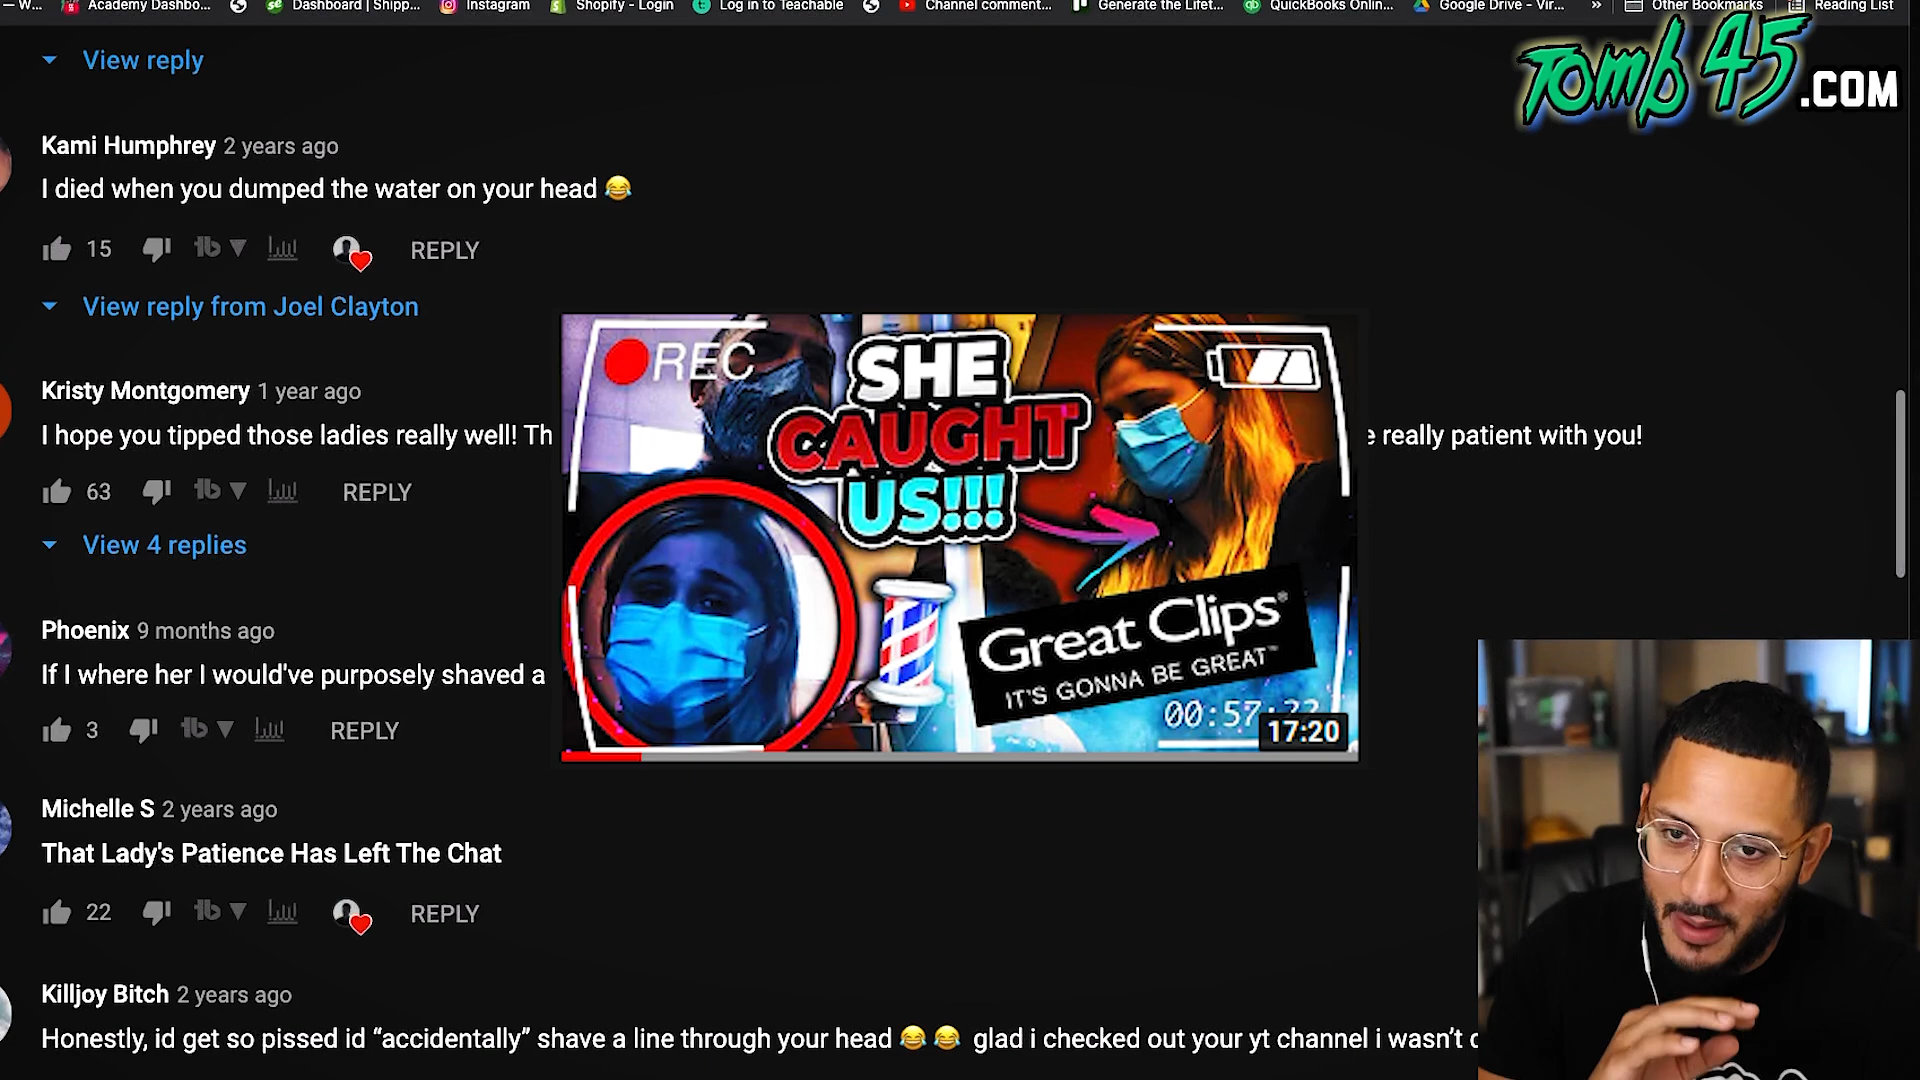 W...
Academy Dashbo...
Dashboard | Shipp...
Instagram
Shopify - Login
Log in to Teachable
Channel comment...
Generate the Lifet...
QuickBooks Onlin...
Google Drive - Vir...
»
Other Bookmarks
Reading List
TOMB 45.COM
View reply
Kami Humphrey 2 years ago
I died when you dumped the water on your head 😂
15 REPLY
View reply from Joel Clayton
Kristy Montgomery 1 year ago
I hope you tipped those ladies really well! Th
e really patient with you!
63 REPLY
View 4 replies
Phoenix 9 months ago
If I where her I would've purposely shaved a
3 REPLY
Michelle S 2 years ago
That Lady's Patience Has Left The Chat
22 REPLY
Killjoy Bitch 2 years ago
Honestly, id get so pissed id “accidentally” shave a line through your head 😂 😂 glad i checked out your yt channel i wasn’t
REC
SHE
CAUGHT
US!!!
Great Clips®
IT'S GONNA BE GREAT™
00:57:22
17:20